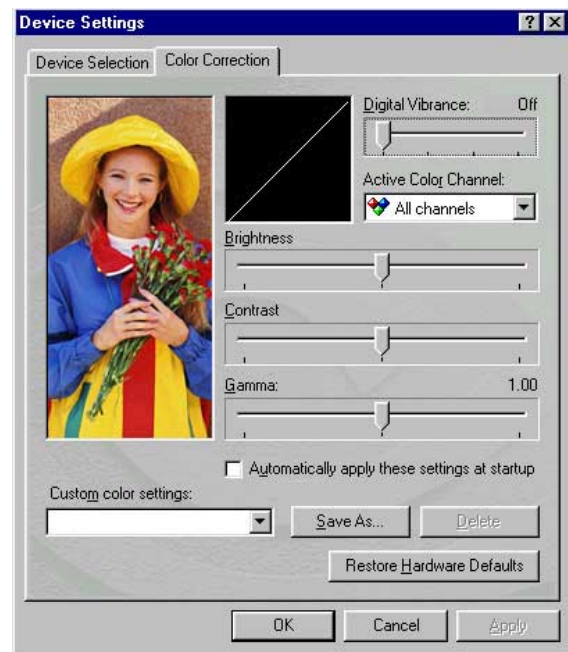 Device Settings
Device Selection
Color Correction
Digital Vibrance: Off
Active Color Channel:
All channels
Brightness
Contrast
Gamma: 1.00
Automatically apply these settings at startup
Custom color settings:
Save As...
Delete
Restore Hardware Defaults
OK
Cancel
Apply